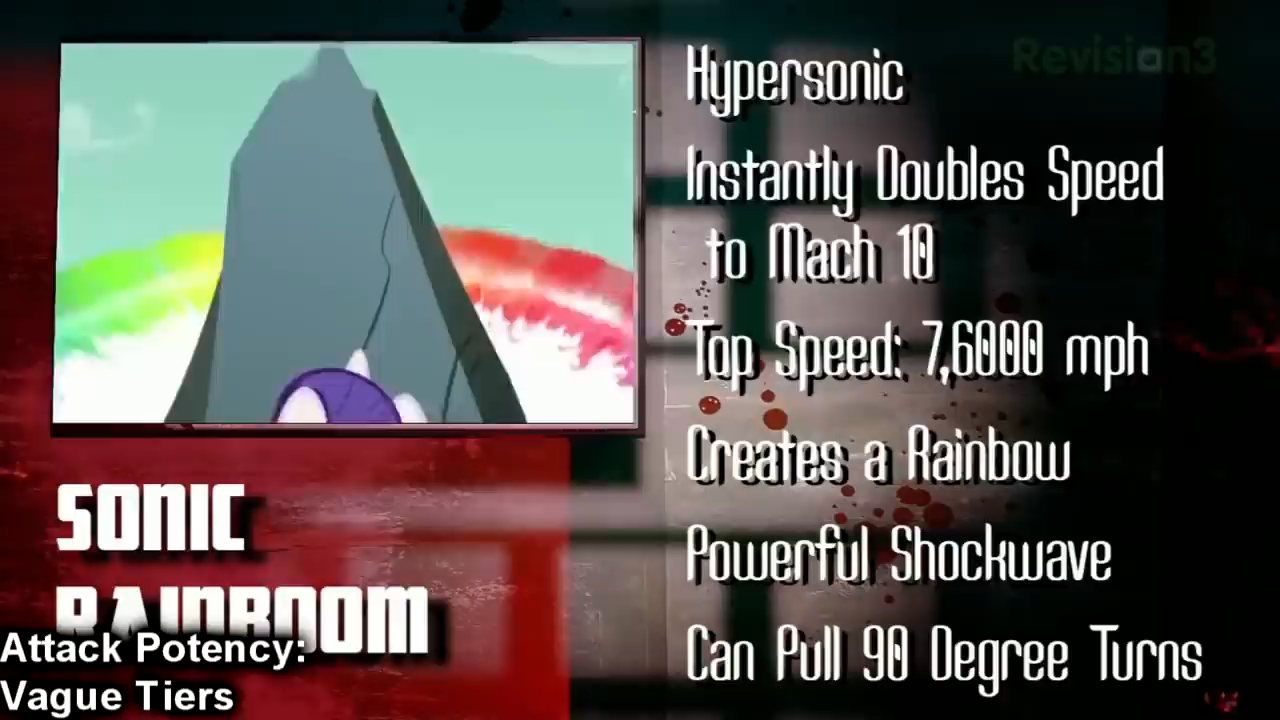 Revision3
Hypersonic
Instantly Doubles Speed
to Mach 10
Top Speed: 7,6000 mph
Creates a Rainbow
Powerful Shockwave
Can Pull 90 Degree Turns
SONIC
RAINBOOM
Attack Potency:
Vague Tiers